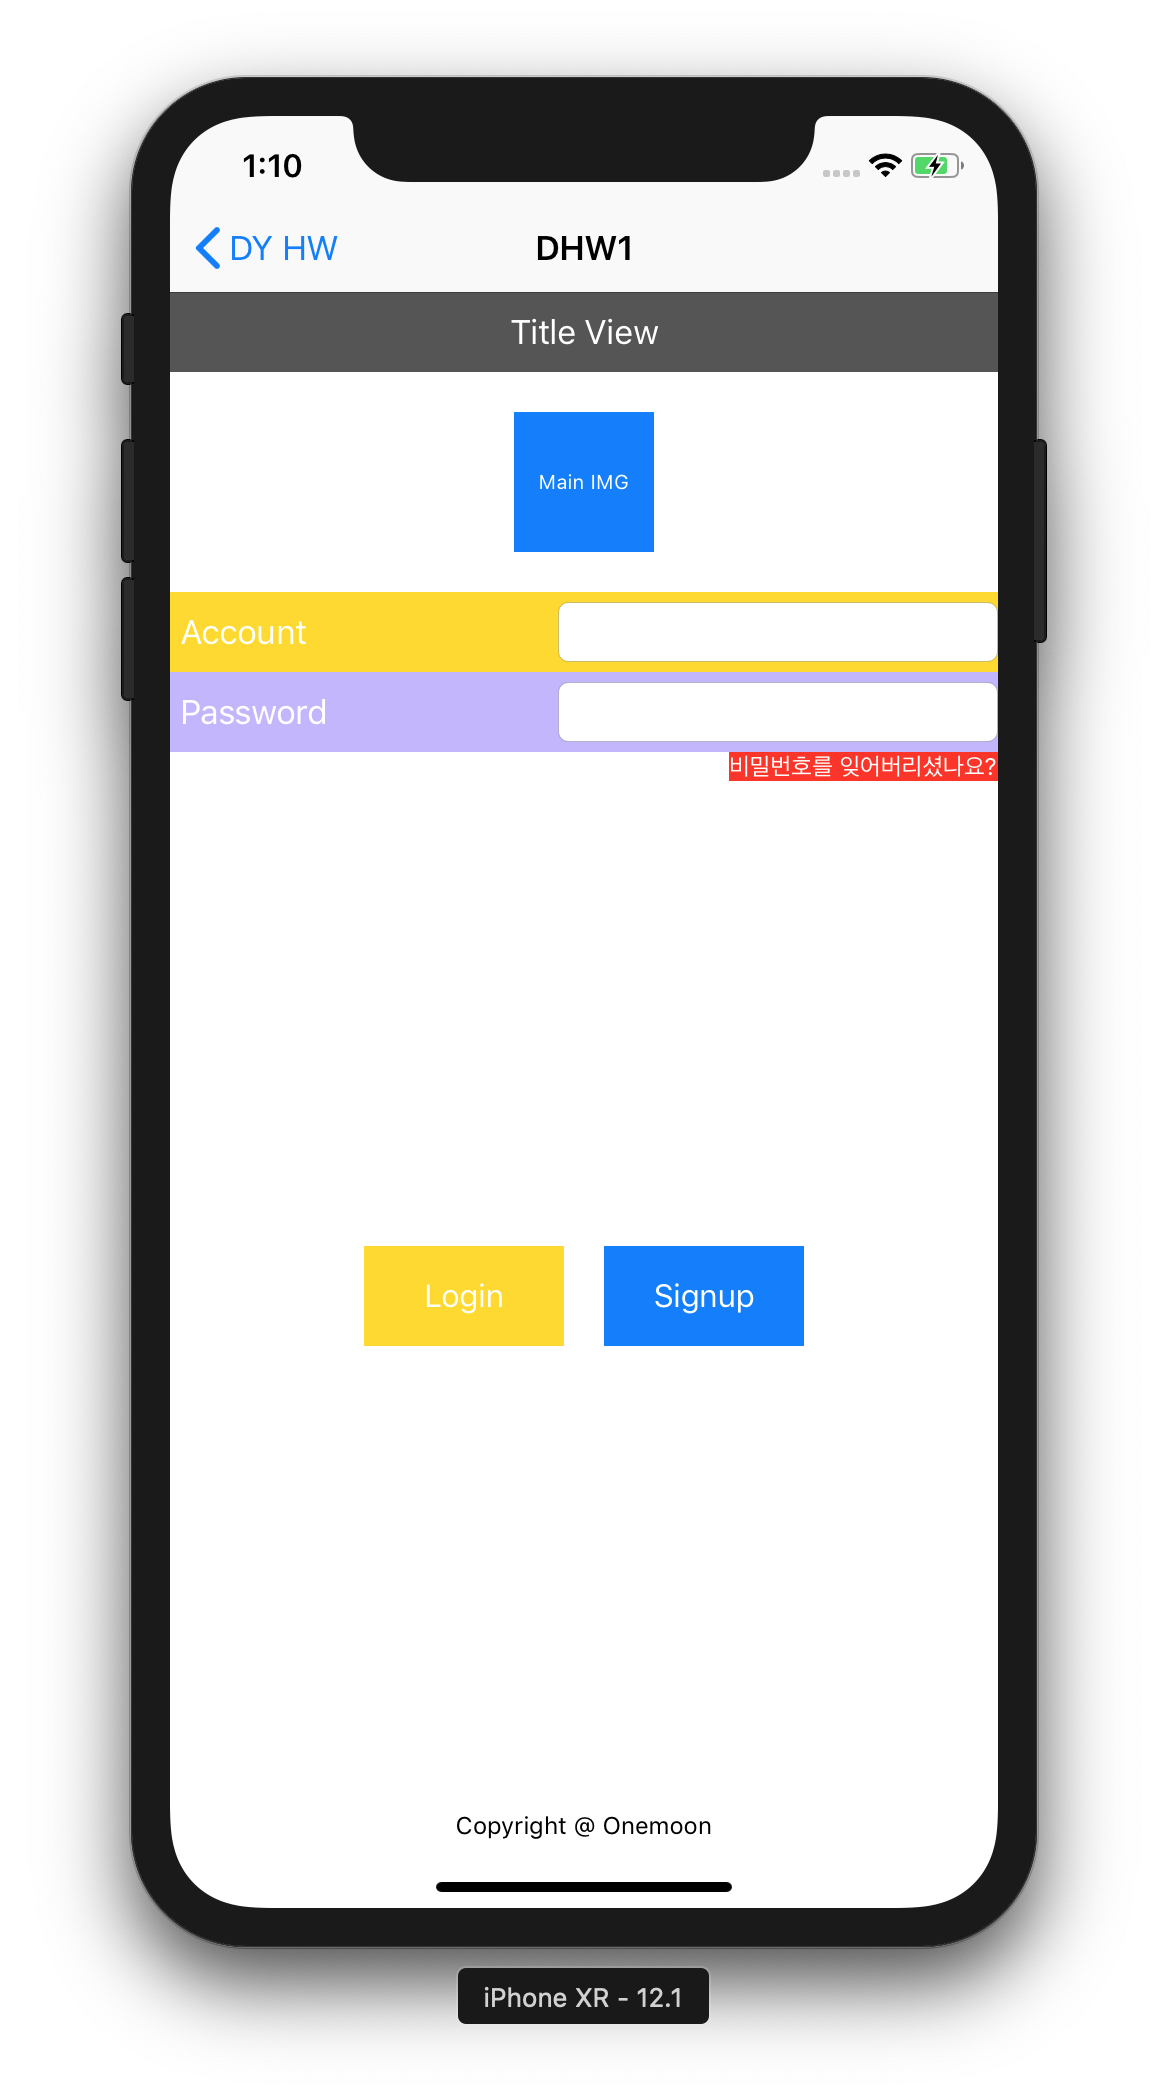 1:10
DY HW
DHW1
Title View
Main IMG
Account
Password
비밀번호를 잊어버리셨나요?
Login
Signup
Copyright @ Onemoon
iPhone XR - 12.1